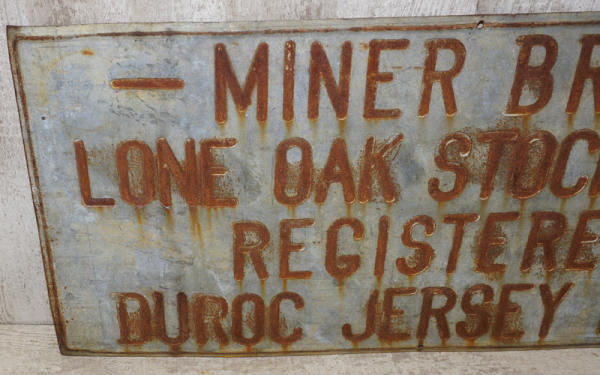 — MINER BR
LONE OAK STOC
REGISTERE
DUROC JERSEY